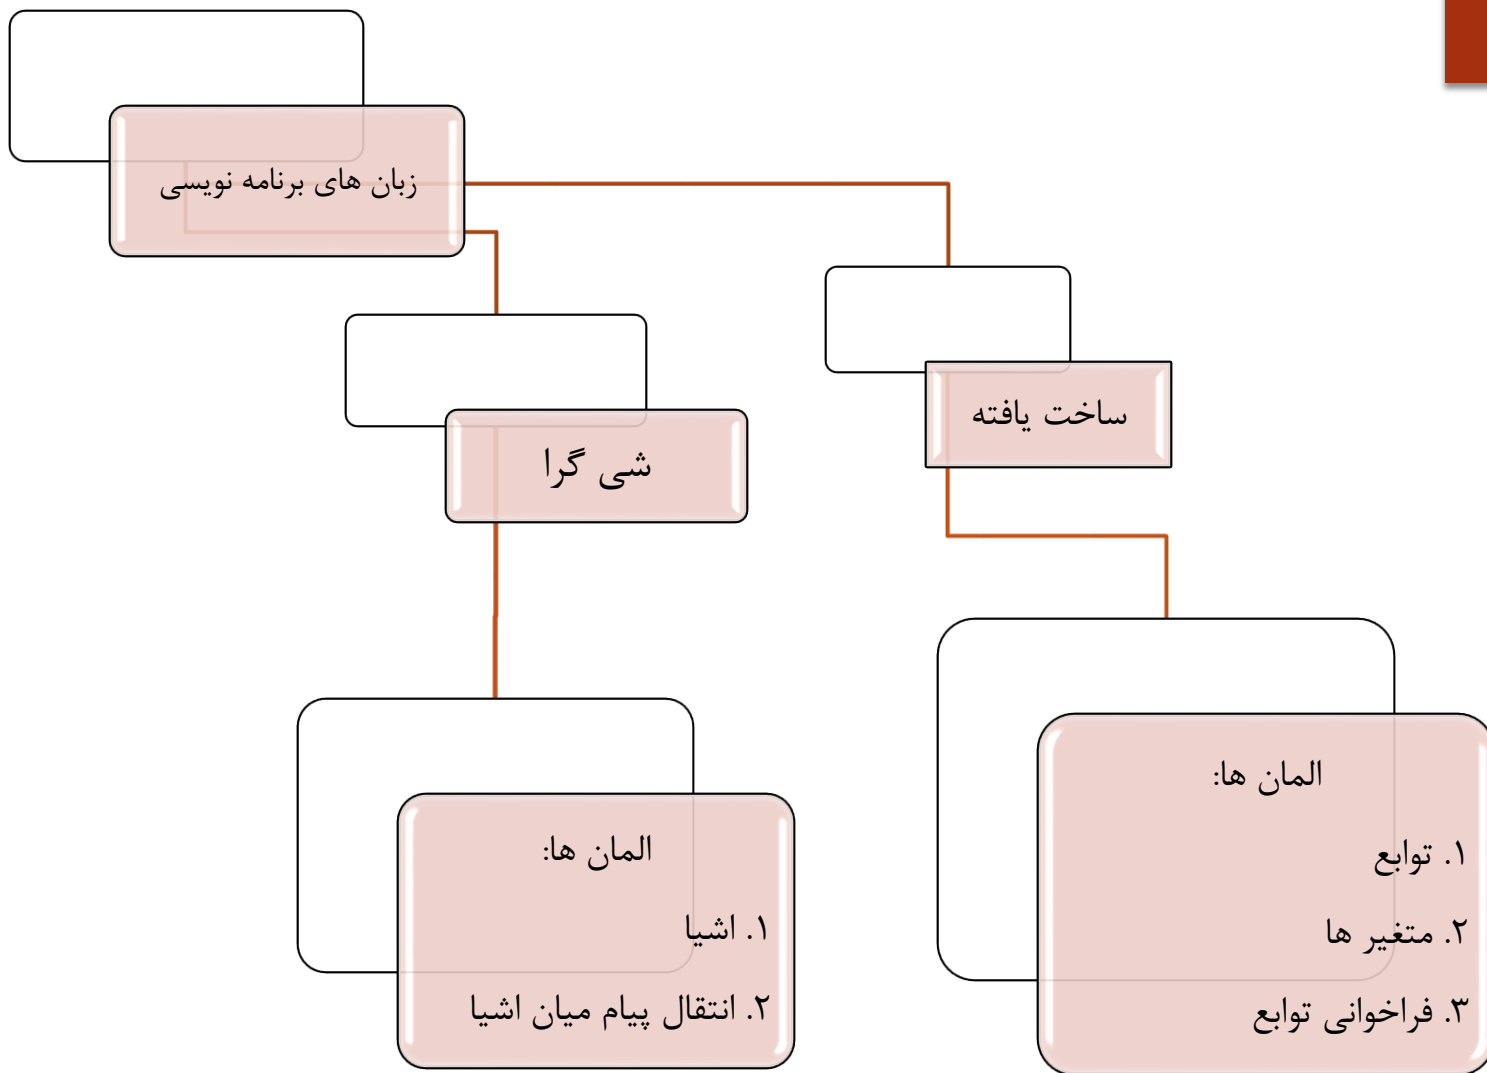 زبان های برنامه نویسی
ساخت یافته
شی گرا
المان ها:
۱. توابع
۲. متغیر ها
۳. فراخوانی توابع
المان ها:
۱. اشیا
۲. انتقال پیام میان اشیا